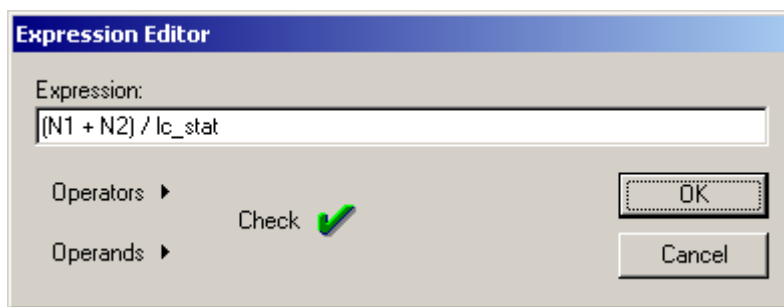 Expression Editor
Expression:
(N1 + N2) / lc_stat
Operators
Check
OK
Operands
Cancel